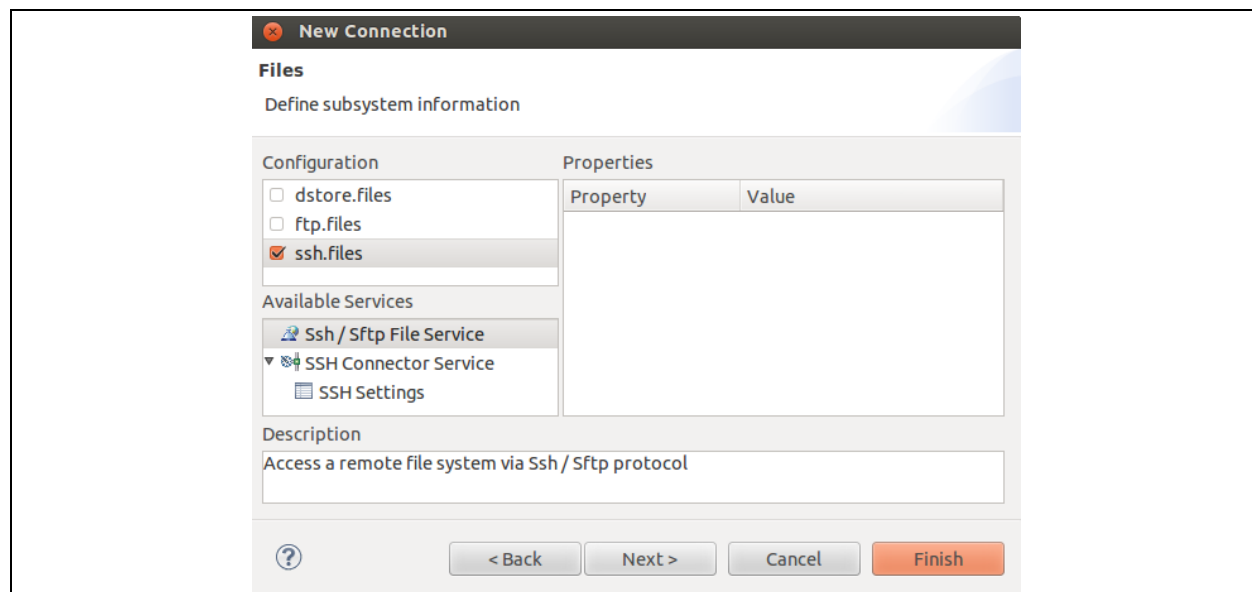 New Connection
Files
Define subsystem information
Configuration
dstore.files
ftp.files
ssh.files
Available Services
Ssh / Sftp File Service
SSH Connector Service
SSH Settings
Properties
Property Value
Description
Access a remote file system via Ssh / Sftp protocol
< Back Next > Cancel Finish